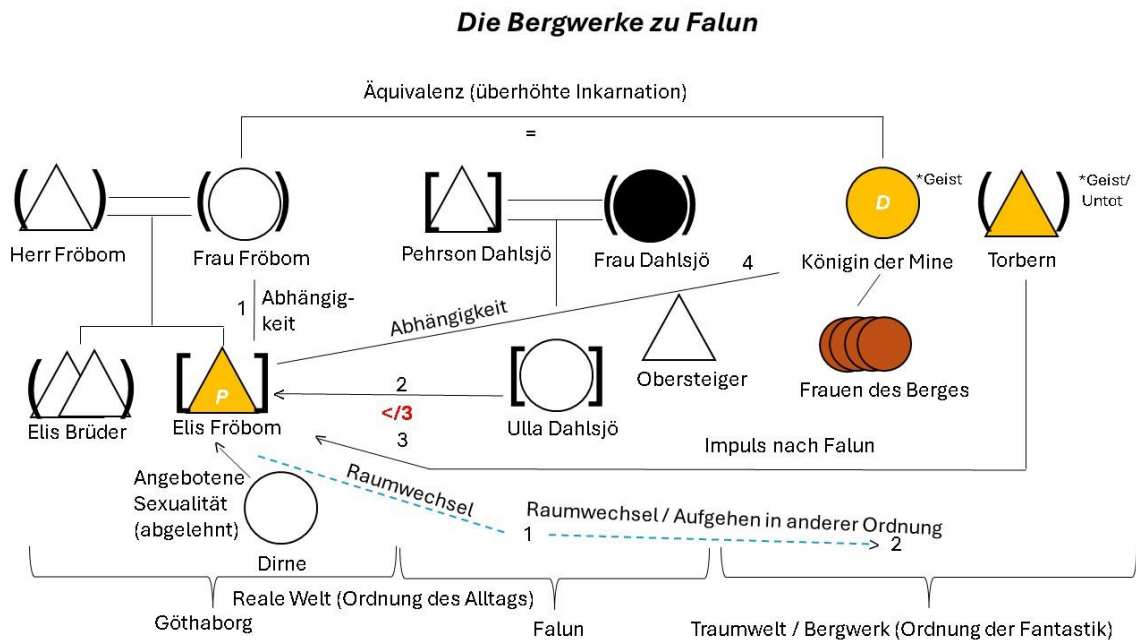 Die Bergwerke zu Falun
Äquivalenz (überhöhte Inkarnation)
=
*Geist
*Geist/
Untot
D
Herr Fröbom
Frau Fröbom
Pehrson Dahlsjö
Frau Dahlsjö
Königin der Mine
Torbern
4
1
Abhängig-
keit
Abhängigkeit
P
Obersteiger
Frauen des Berges
2
</3
3
Elis Brüder
Elis Fröbom
Ulla Dahlsjö
Impuls nach Falun
Angebotene
Sexualität
(abgelehnt)
Raumwechsel
Raumwechsel / Aufgehen in anderer Ordnung
1
> 2
Dirne
Reale Welt (Ordnung des Alltags)
Göthaborg
Falun
Traumwelt / Bergwerk (Ordnung der Fantastik)